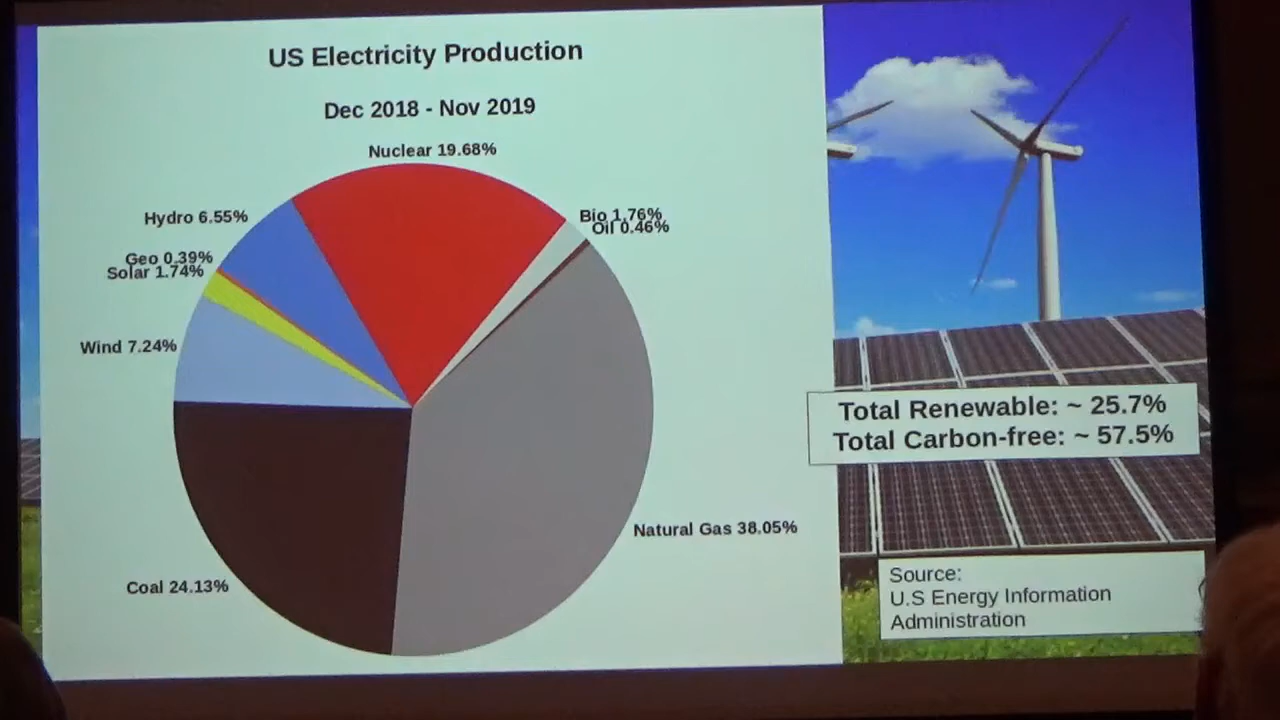 US Electricity Production
Dec 2018 - Nov 2019
Nuclear 19.68%
Hydro 6.55%
Bio 1.76%
Oil 0.46%
Geo 0.39%
Solar 1.74%
Wind 7.24%
Total Renewable: ~ 25.7%
Total Carbon-free: ~ 57.5%
Natural Gas 38.05%
Coal 24.13%
Source:
U.S Energy Information
Administration